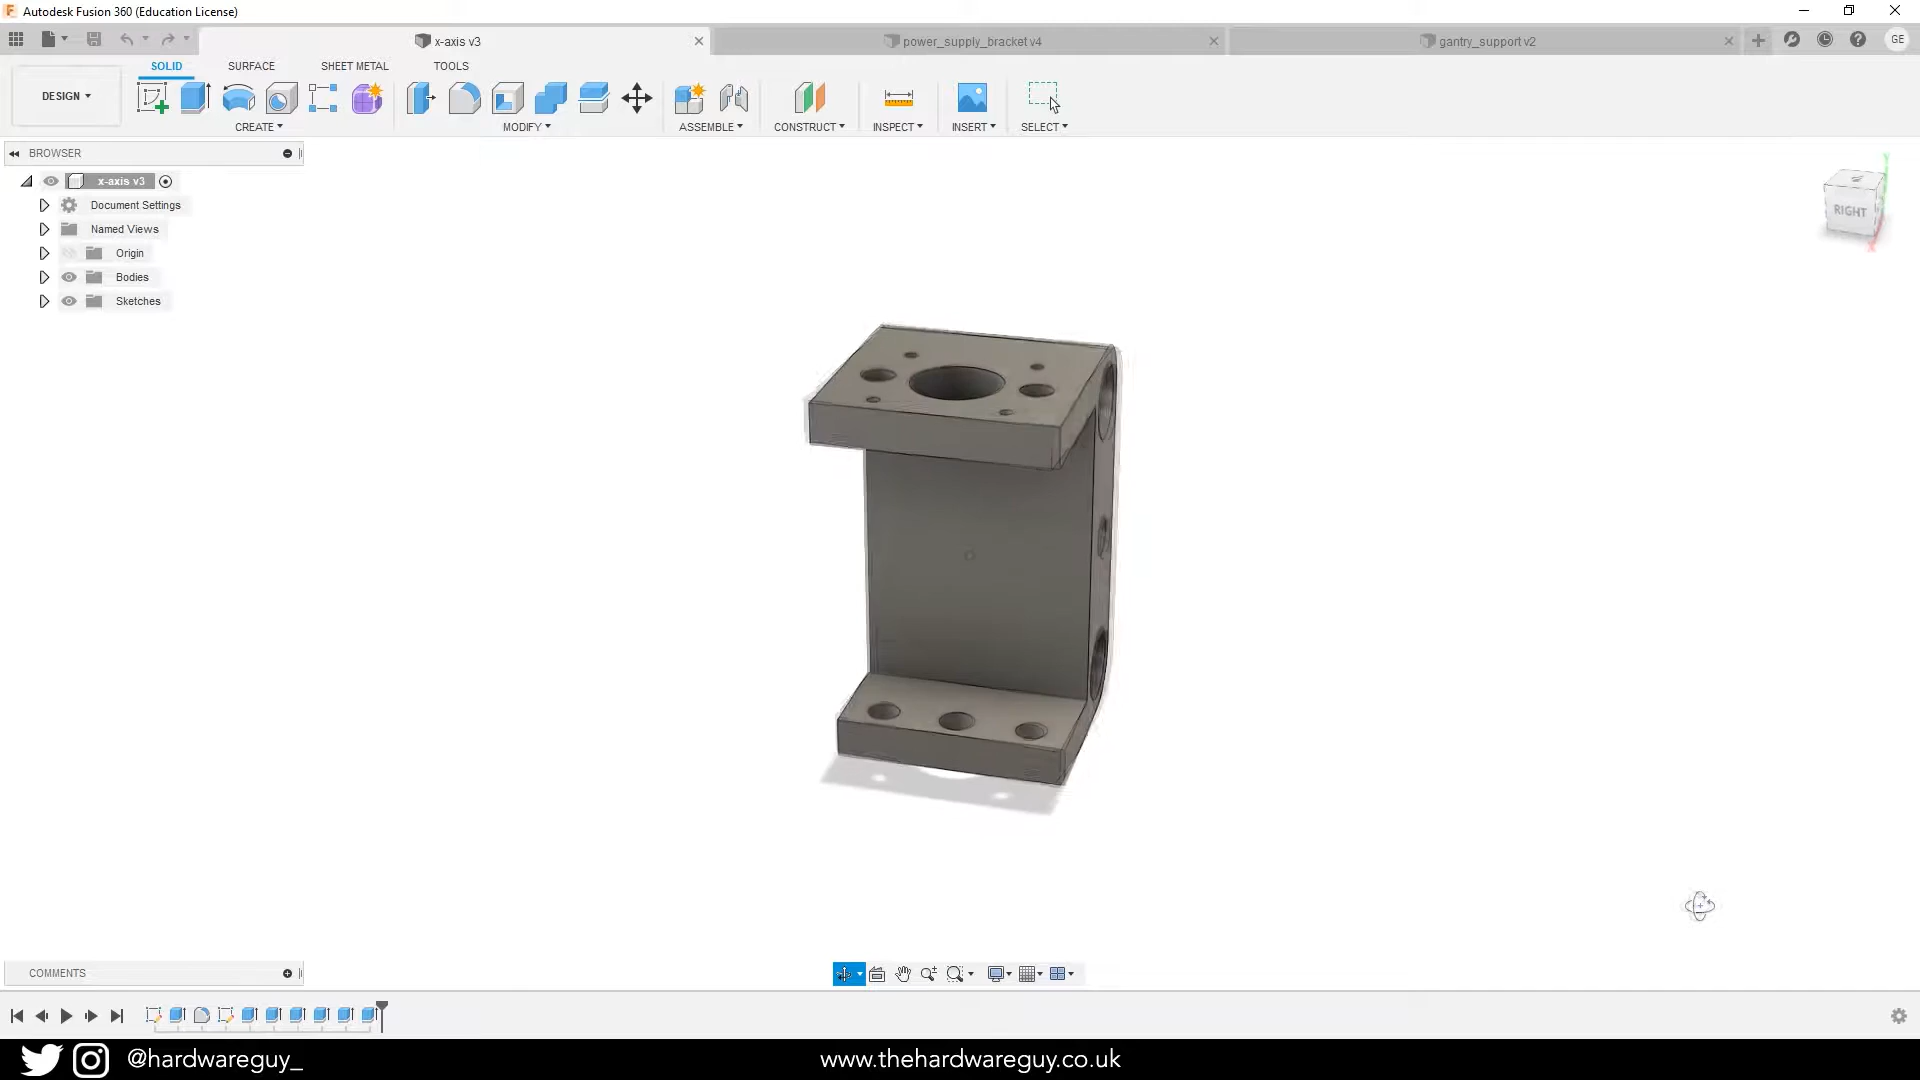 Autodesk Fusion 360 (Education License)
x-axis v3
power_supply_bracket v4
gantry_support v2
GE
SOLID
SURFACE
SHEET METAL
TOOLS
DESIGN
CREATE
MODIFY
ASSEMBLE
CONSTRUCT
INSPECT
INSERT
SELECT
BROWSER
x-axis v3
Document Settings
Named Views
Origin
Bodies
Sketches
RIGHT
X
COMMENTS
@hardwareguy_
www.thehardwareguy.co.uk